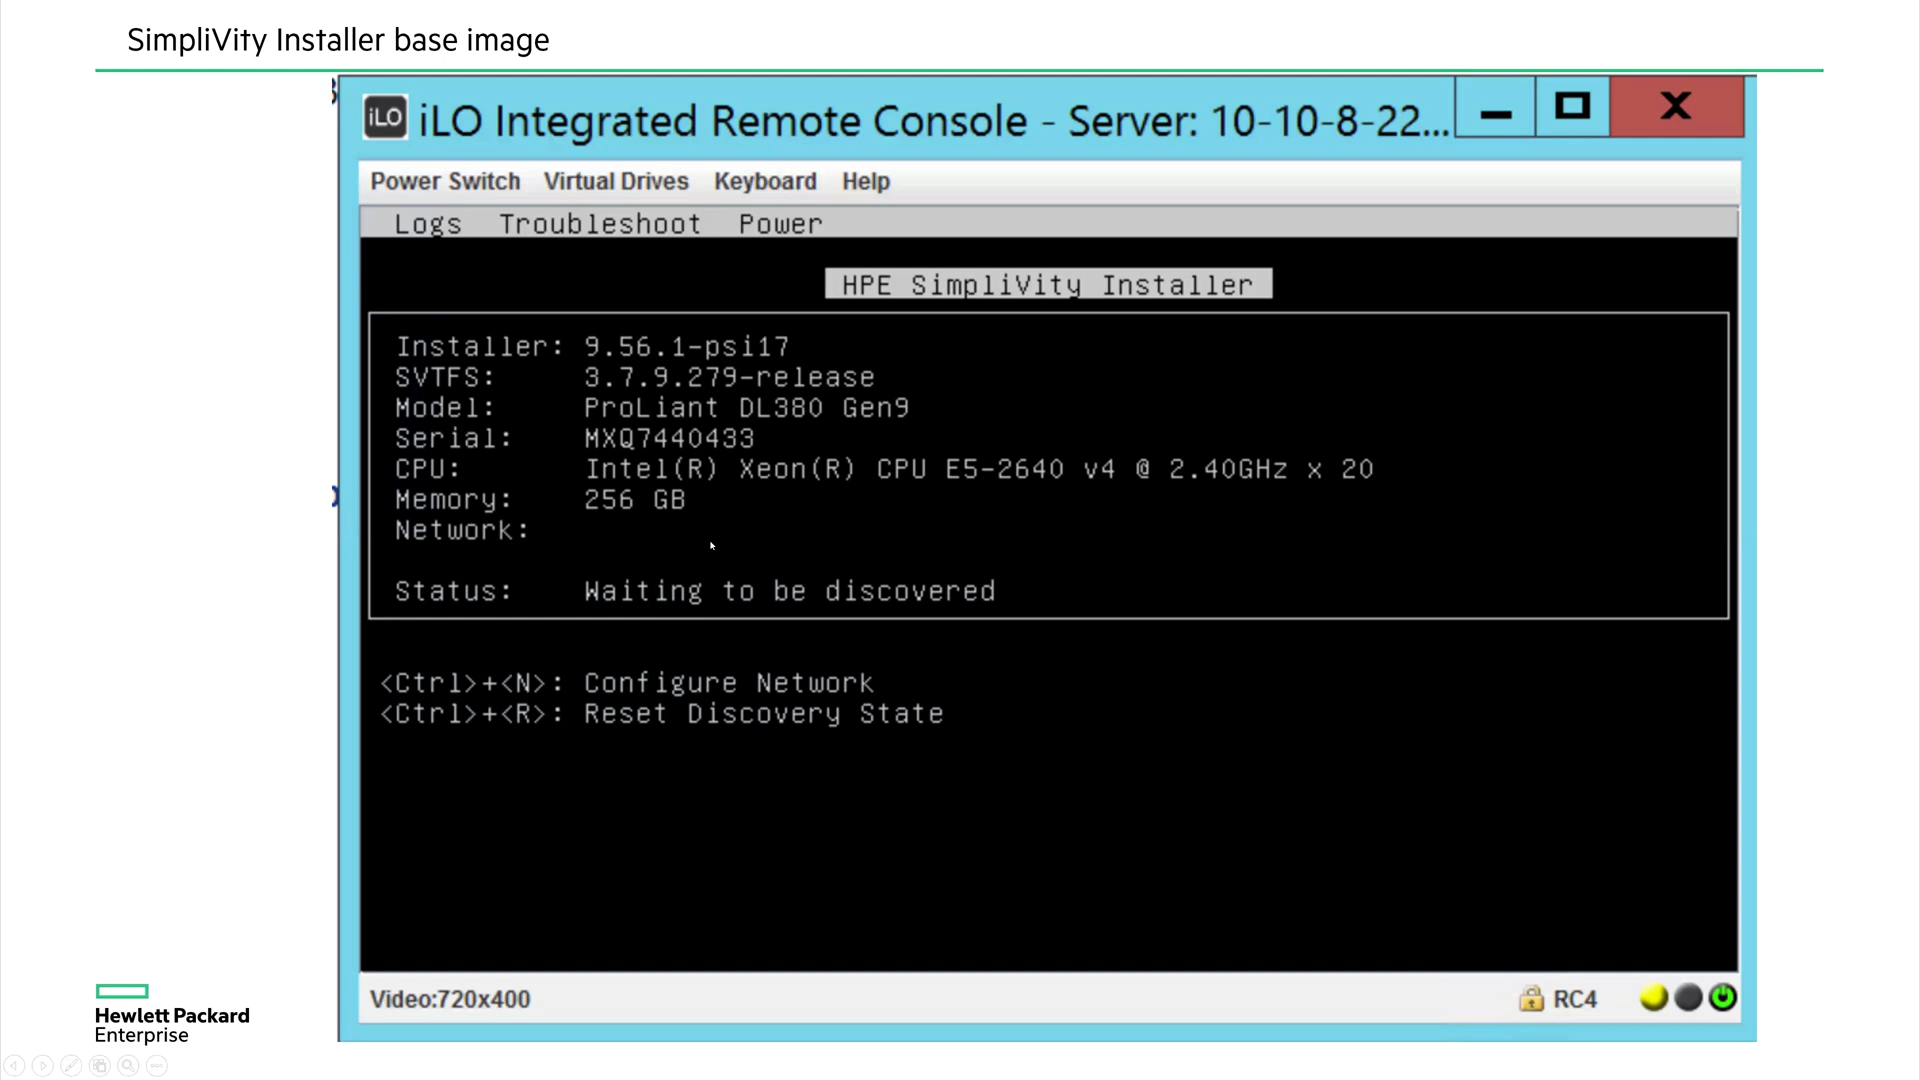 SimpliVity Installer base image
iLO iLO Integrated Remote Console - Server: 10-10-8-22...
Power Switch Virtual Drives Keyboard Help
Logs Troubleshoot Power
HPE SimpliVity Installer
Installer: 9.56.1-psi17
SVTFS: 3.7.9.279-release
Model: ProLiant DL380 Gen9
Serial: MXQ7440433
CPU: Intel(R) Xeon(R) CPU E5-2640 v4 @ 2.40GHz x 20
Memory: 256 GB
Network:
Status: Waiting to be discovered
<Ctrl>+<N>: Configure Network
<Ctrl>+<R>: Reset Discovery State
Video:720x400 RC4
Hewlett Packard
Enterprise